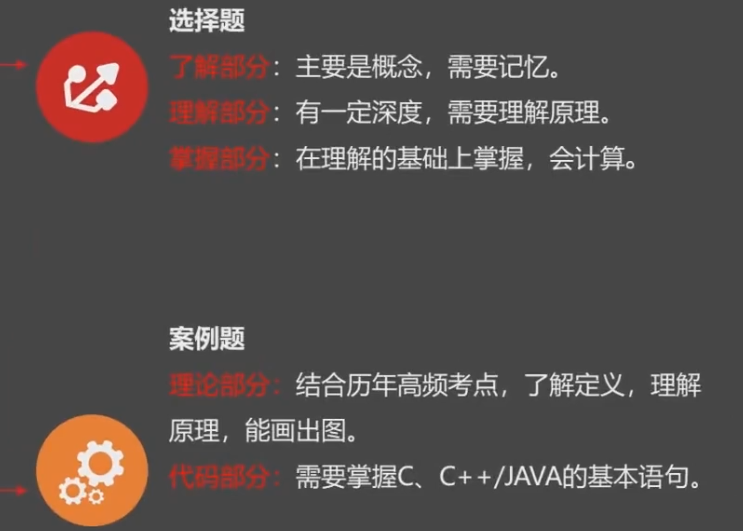 选择题
了解部分：主要是概念，需要记忆。
理解部分：有一定深度，需要理解原理。
掌握部分：在理解的基础上掌握，会计算。
案例题
理论部分：结合历年高频考点，了解定义，理解
原理，能画出图。
代码部分：需要掌握C、C++/JAVA的基本语句。